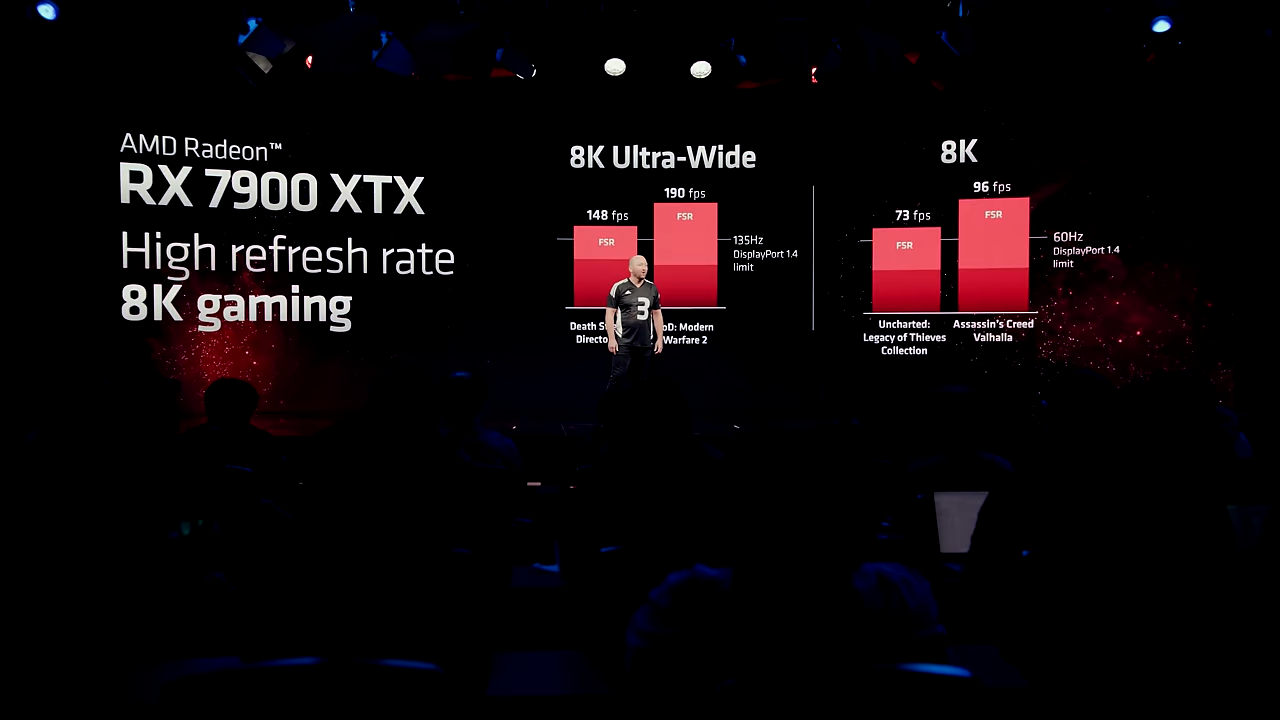 AMD Radeon™
RX 7900 XTX
High refresh rate
8K gaming
8K Ultra-Wide
148 fps
190 fps
FSR
FSR
135Hz
DisplayPort 1.4
limit
Death
Warfare 2
Modern
8K
73 fps
96 fps
FSR
FSR
60Hz
DisplayPort 1.4
limit
Uncharted:
Legacy of Thieves
Collection
Assassin's Creed
Valhalla
3